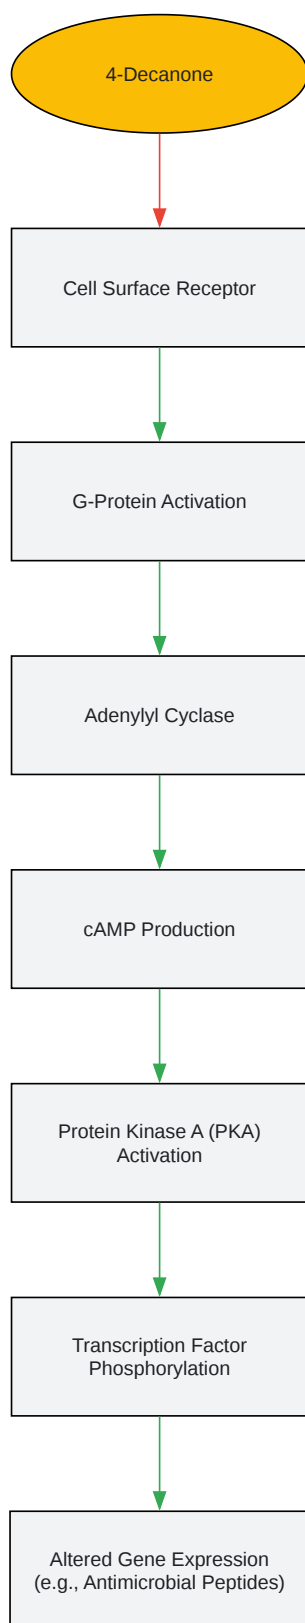 4-Decanone
Cell Surface Receptor
G-Protein Activation
Adenylyl Cyclase
cAMP Production
Protein Kinase A (PKA)
Activation
Transcription Factor
Phosphorylation
Altered Gene Expression
(e.g., Antimicrobial Peptides)